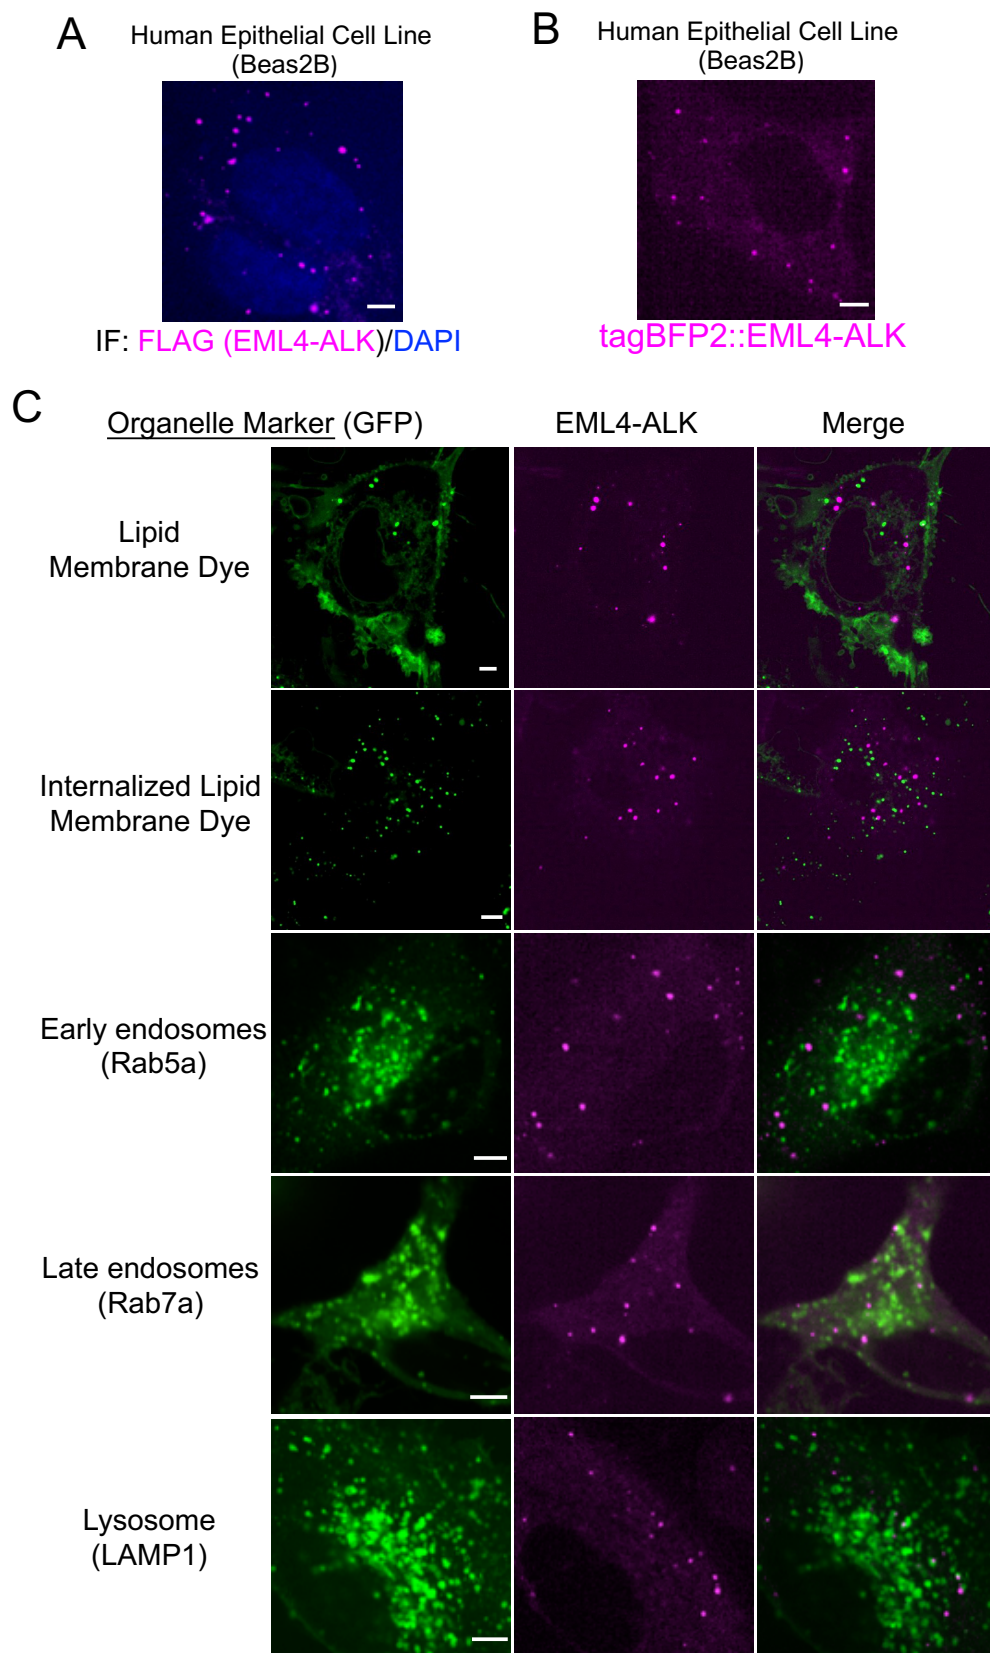 A
Human Epithelial Cell Line
(Beas2B)
IF: FLAG (EML4-ALK)/DAPI
B
Human Epithelial Cell Line
(Beas2B)
tagBFP2::EML4-ALK
C
Organelle Marker (GFP)
EML4-ALK
Merge
Lipid
Membrane Dye
Internalized Lipid
Membrane Dye
Early endosomes
(Rab5a)
Late endosomes
(Rab7a)
Lysosome
(LAMP1)